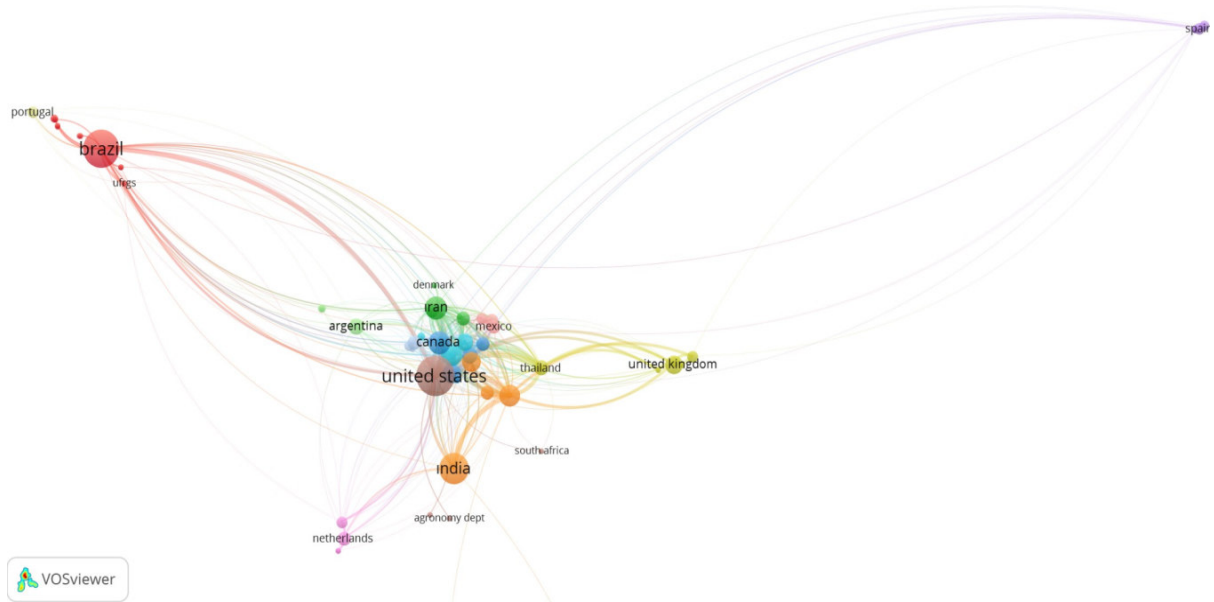 spain
portugal
brazil
ufrgs
denmark
iran
argentina
mexico
canada
united states
thailand
united kingdom
south africa
india
agronomy dept
netherlands
VOSviewer